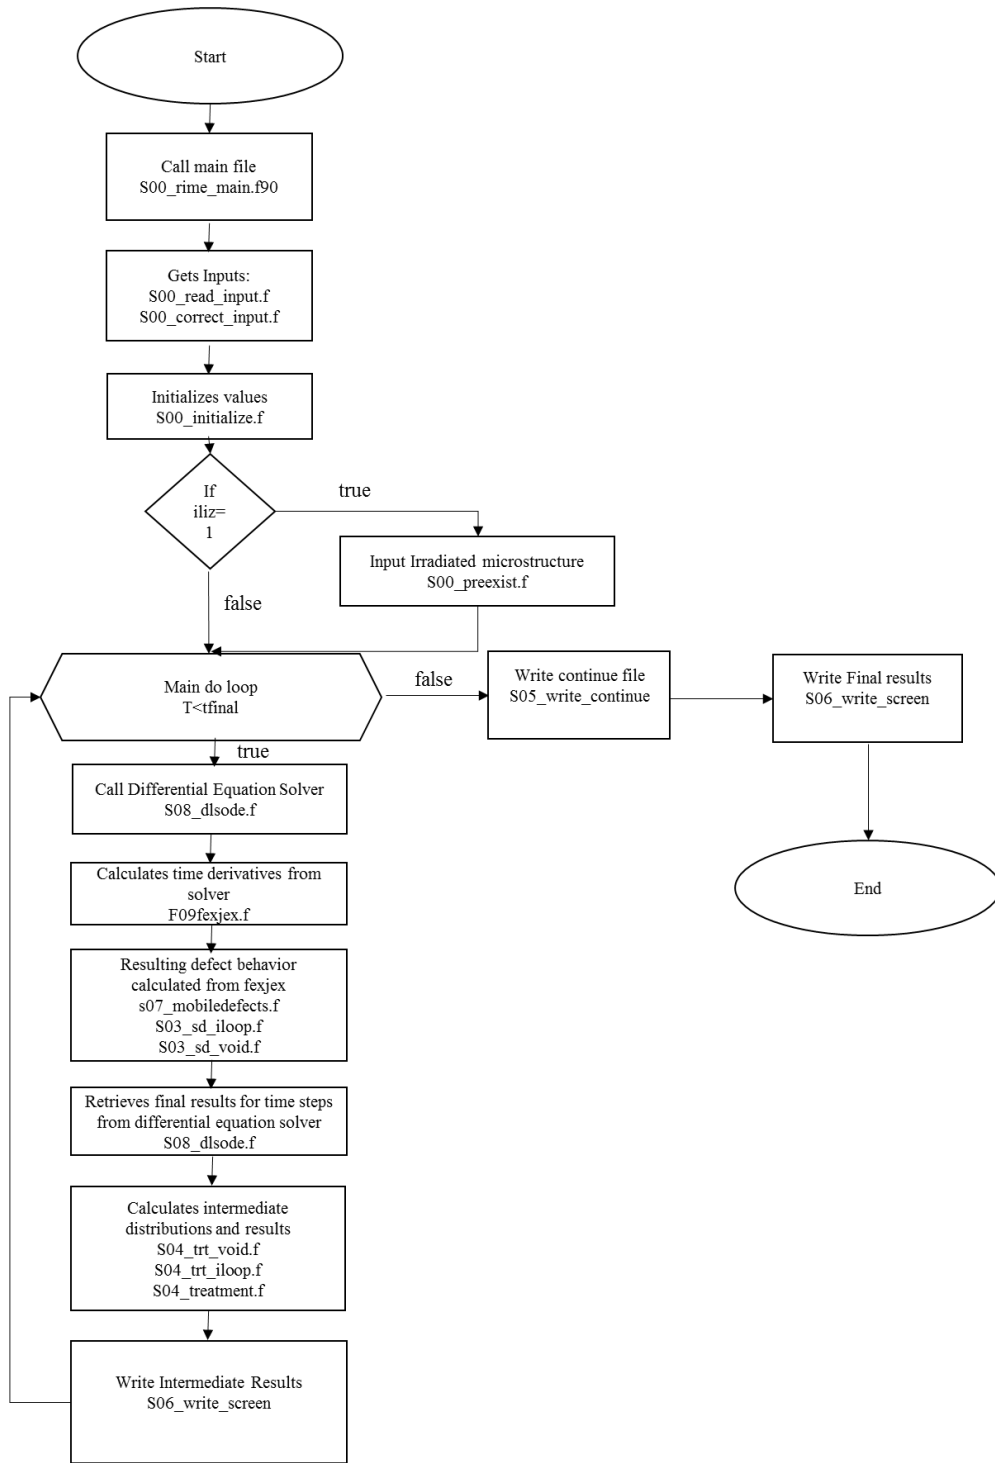 Start
Call main file
S00_rime_main.f90
Gets Inputs:
S00_read_input.f
S00_correct_input.f
Initializes values
S00_initialize.f
If
iliz=
1
true
Input Irradiated microstructure
S00_preexist.f
false
Main do loop
T<tfinal
false
Write continue file
S05_write_continue
Write Final results
S06_write_screen
End
true
Call Differential Equation Solver
S08_dlsode.f
Calculates time derivatives from
solver
F09fexjex.f
Resulting defect behavior
calculated from fexjex
s07_mobiledefects.f
S03_sd_iloop.f
S03_sd_void.f
Retrieves final results for time steps
from differential equation solver
S08_dlsode.f
Calculates intermediate
distributions and results
S04_trt_void.f
S04_trt_iloop.f
S04_treatment.f
Write Intermediate Results
S06_write_screen